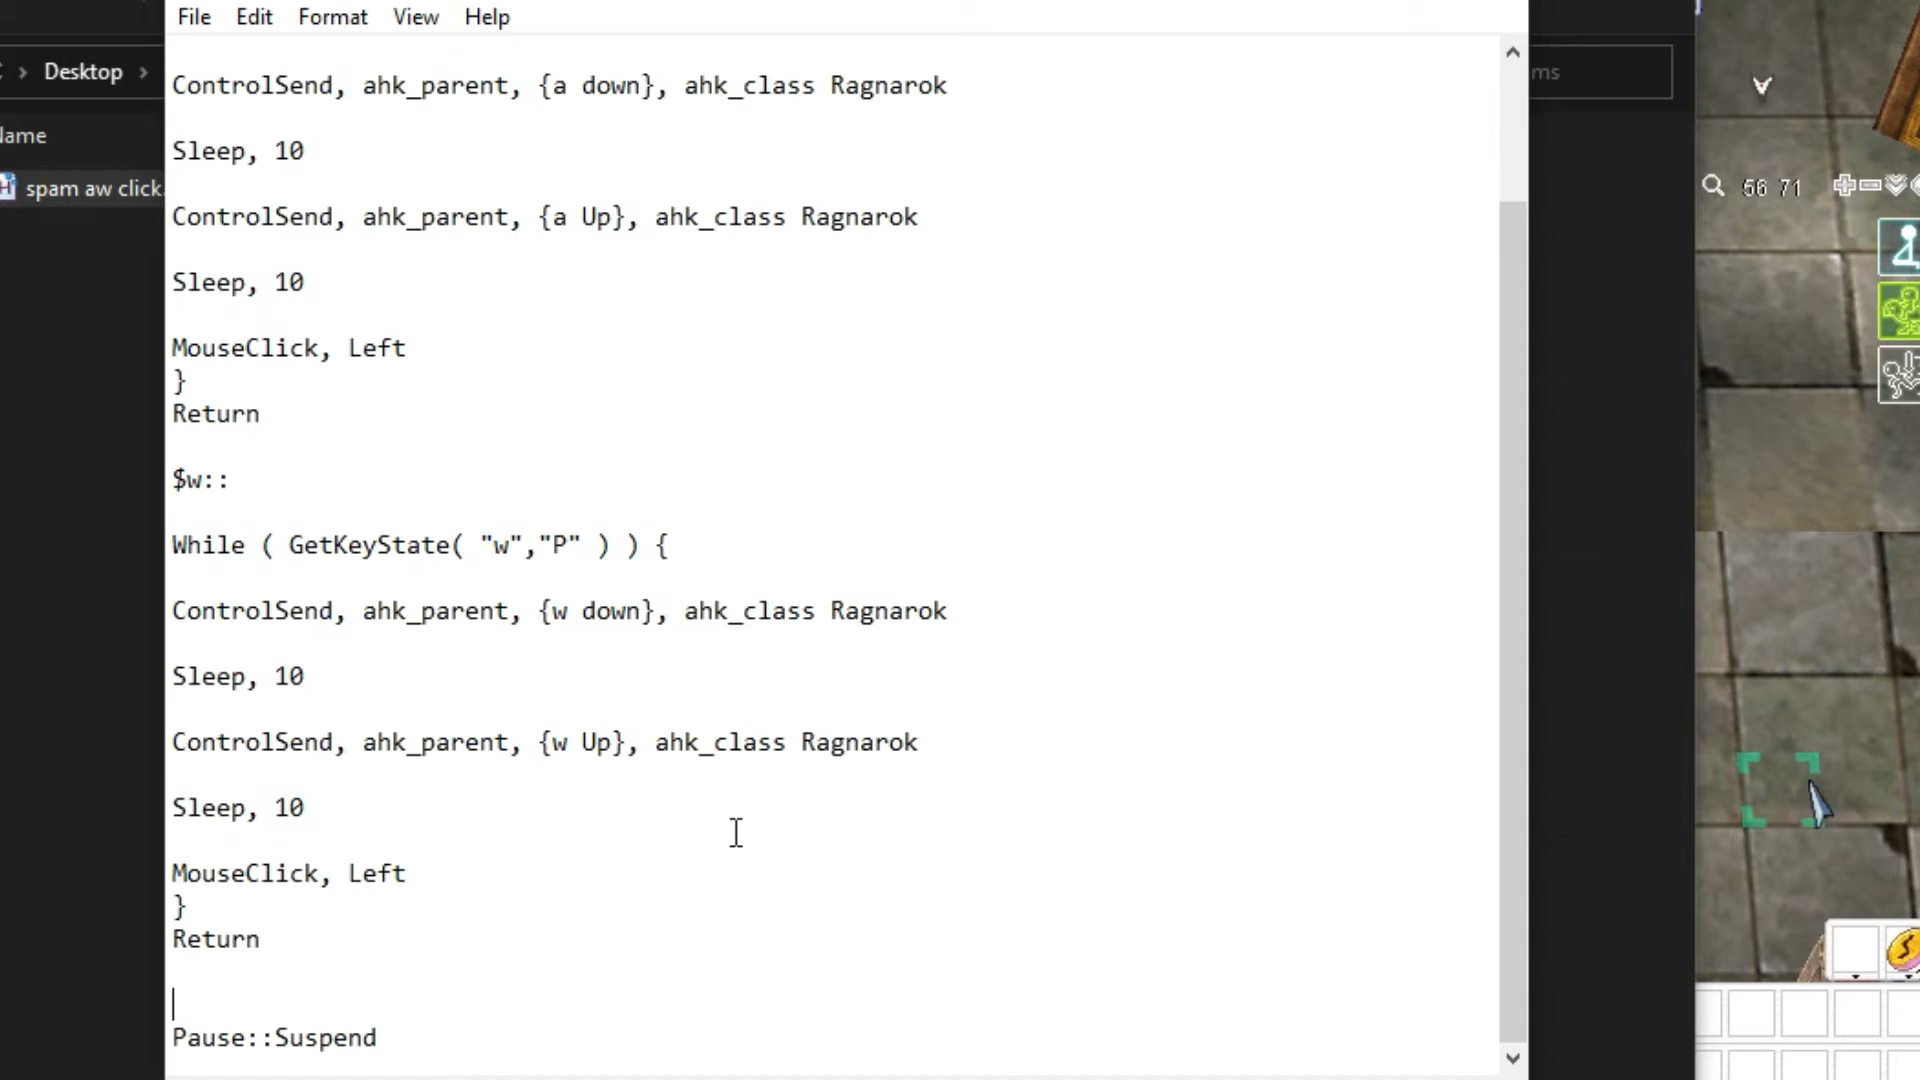 File Edit Format View Help
Desktop
ms
ControlSend, ahk_parent, {a down}, ahk_class Ragnarok
Sleep, 10
spam aw click
56 71
ControlSend, ahk_parent, {a Up}, ahk_class Ragnarok
Sleep, 10
MouseClick, Left
}
Return
$w::
While ( GetKeyState( "w","P" ) ) {
ControlSend, ahk_parent, {w down}, ahk_class Ragnarok
Sleep, 10
ControlSend, ahk_parent, {w Up}, ahk_class Ragnarok
Sleep, 10
MouseClick, Left
}
Return
Pause::Suspend